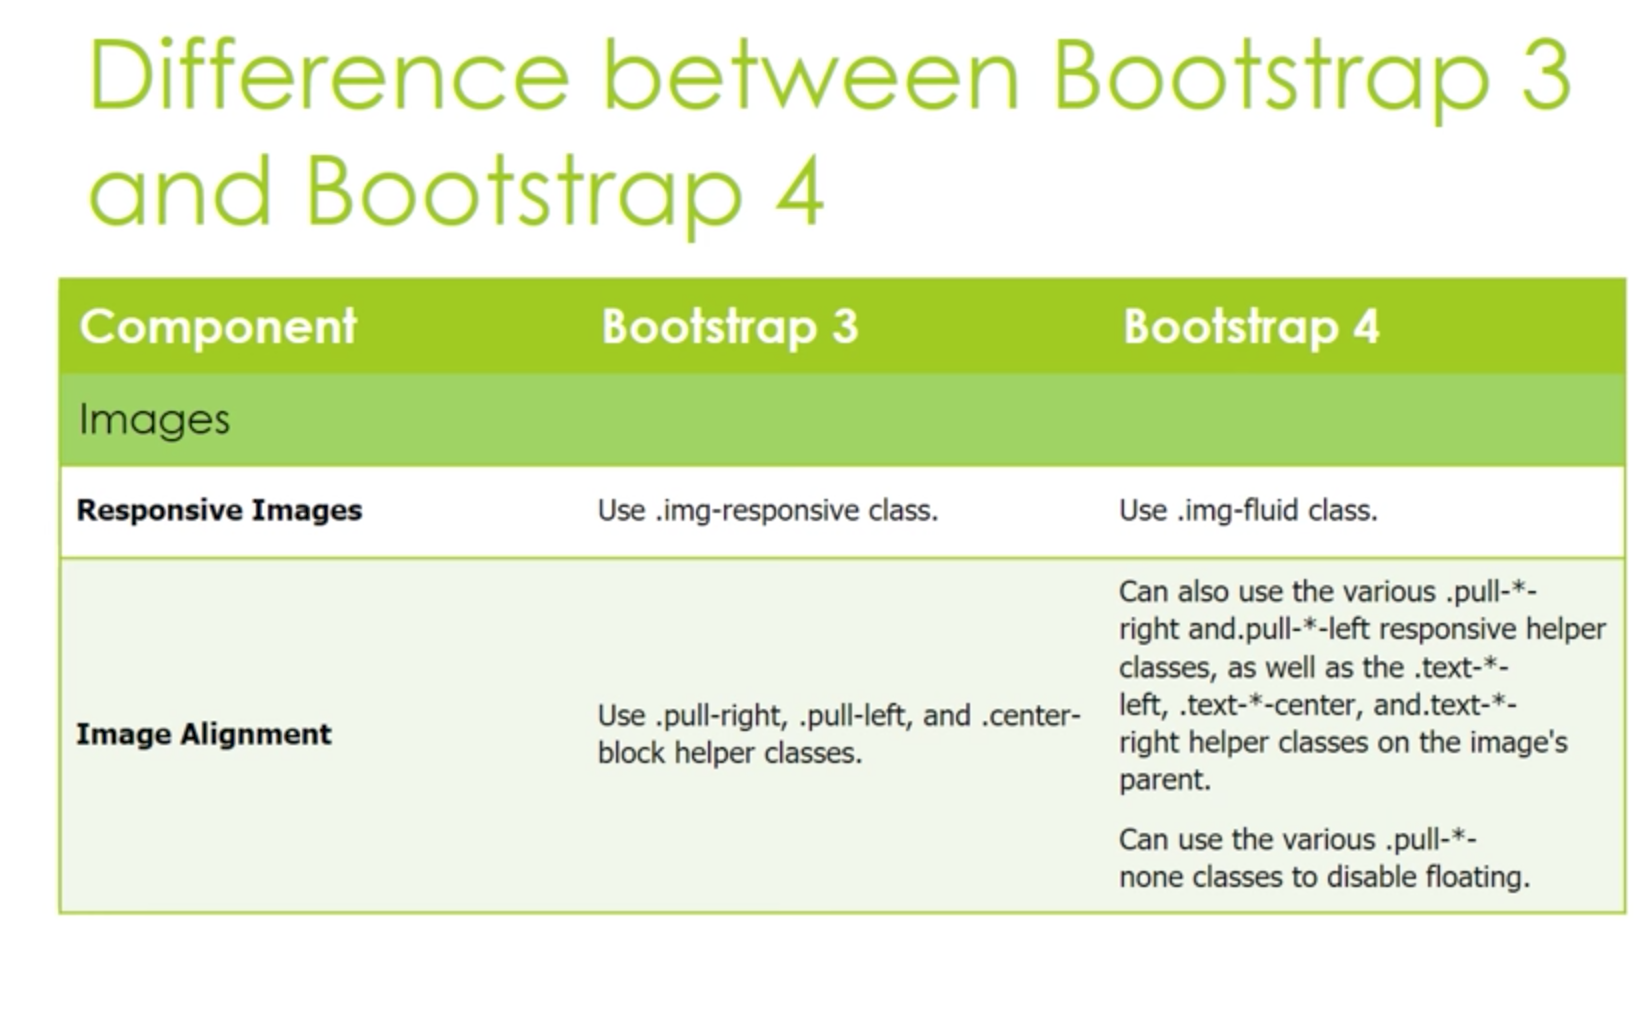 Difference between Bootstrap 3
and Bootstrap 4
Component Bootstrap 3 Bootstrap 4
Images
Responsive Images Use .img-responsive class. Use .img-fluid class.
Image Alignment
Use .pull-right, .pull-left, and .center-
block helper classes.
Can also use the various .pull-*-
right and.pull-*-left responsive helper
classes, as well as the .text-*-
left, .text-*-center, and.text-*-
right helper classes on the image's
parent.
Can use the various .pull-*-
none classes to disable floating.